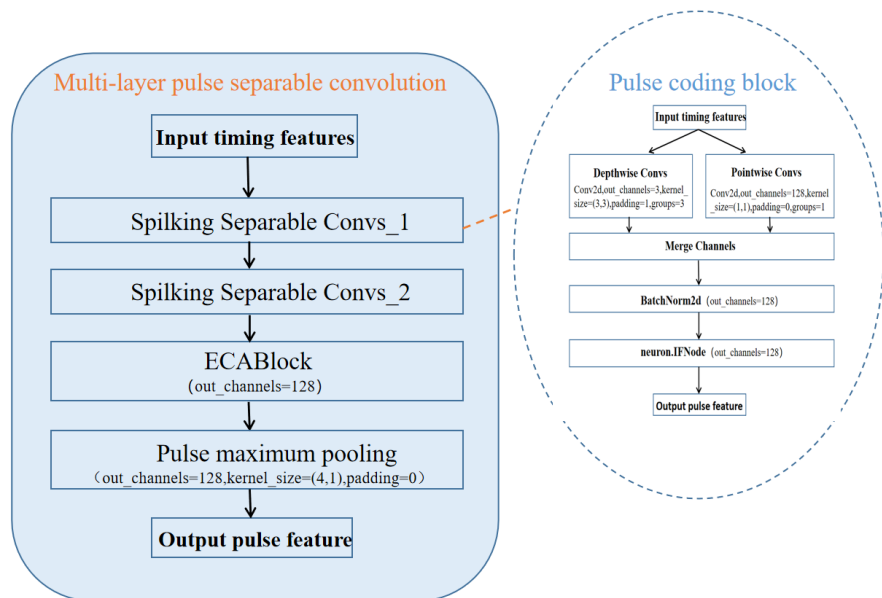 Multi-layer pulse separable convolution
Input timing features
Spilking Separable Convs_1
Spilking Separable Convs_2
ECABlock
(out_channels=128)
Pulse maximum pooling
（out_channels=128,kernel_size=(4,1),padding=0）
Output pulse feature
Pulse coding block
Input timing features
Depthwise Convs
Conv2d,out_channels=3,kernel_
size=(3,3),padding=1,groups=3
Pointwise Convs
Conv2d,out_channels=128,kernel
_size=(1,1),padding=0,groups=1
Merge Channels
BatchNorm2d (out_channels=128)
neuron.IFNode (out_channels=128)
Output pulse feature